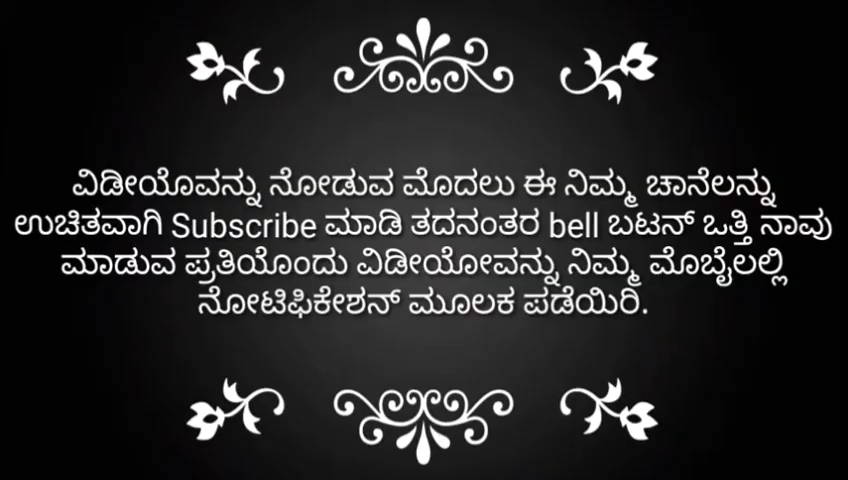 ವಿಡೀಯೊವನ್ನು ನೋಡುವ ಮೊದಲು ಈ ನಿಮ್ಮ ಚಾನೆಲನ್ನು
ಉಚಿತವಾಗಿ Subscribe ಮಾಡಿ ತದನಂತರ bell ಬಟನ್ ಒತ್ತಿ ನಾವು
ಮಾಡುವ ಪ್ರತಿಯೊಂದು ವಿಡೀಯೋವನ್ನು ನಿಮ್ಮ ಮೊಬೈಲಲ್ಲಿ
ನೋಟಿಫಿಕೇಶನ್ ಮೂಲಕ ಪಡೆಯಿರಿ.